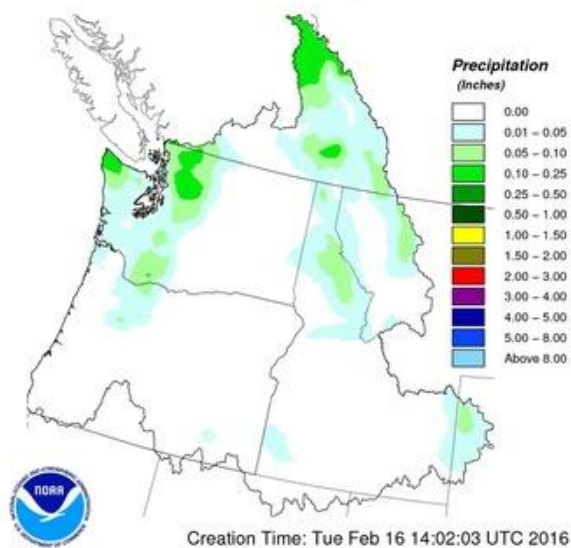 Precipitation
(Inches)
0.00
0.01 - 0.05
0.05 - 0.10
0.10 - 0.25
0.25 - 0.50
0.50 - 1.00
1.00 - 1.50
1.50 - 2.00
2.00 - 3.00
3.00 - 4.00
4.00 - 5.00
5.00 - 8.00
Above 8.00
NOAA
Creation Time: Tue Feb 16 14:02:03 UTC 2016